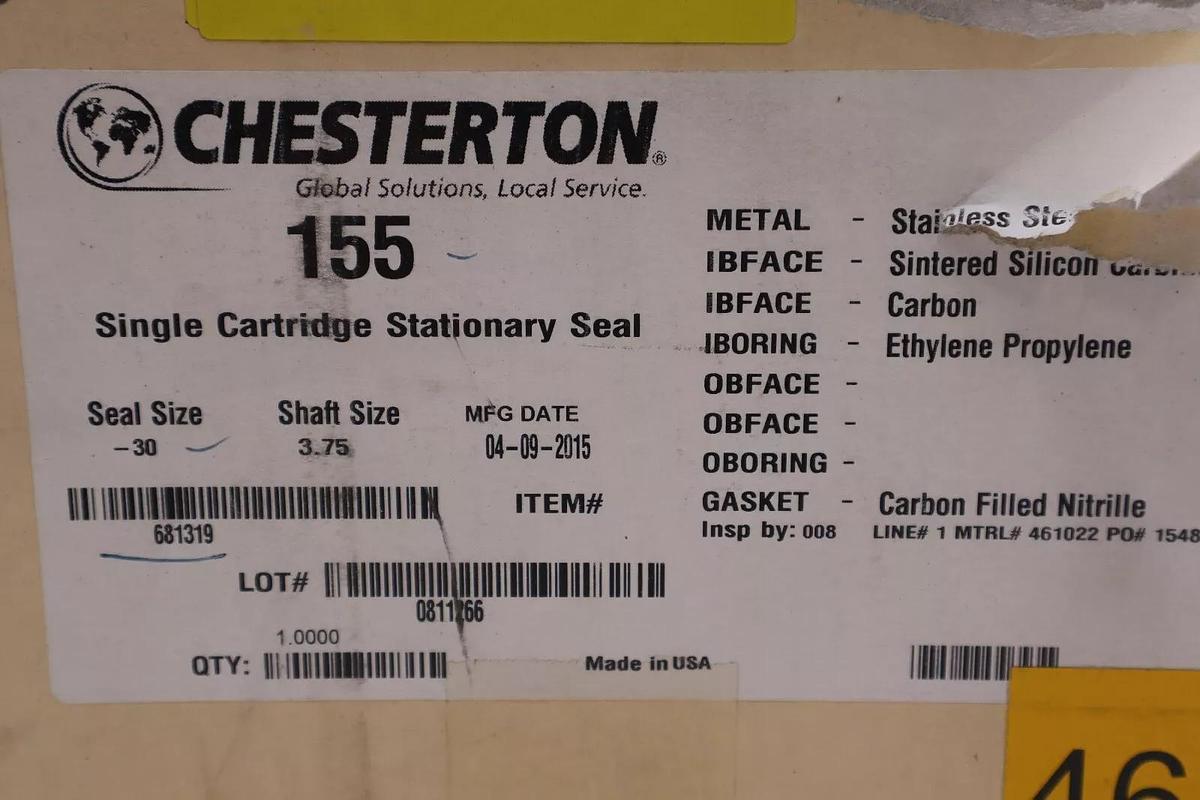 CHESTERTON®
Global Solutions, Local Service.
155
Single Cartridge Stationary Seal
Seal Size Shaft Size MFG DATE
-30 3.75 04-09-2015
ITEM#
681319
LOT#
0811266
1.0000
QTY:
Made in USA
METAL - Stainless
IBFACE - Sintered Silicon
IBFACE - Carbon
IBORING - Ethylene Propylene
OBFACE -
OBFACE -
OBORING -
GASKET - Carbon Filled Nitrille
Insp by: 008 LINE# 1 MTRL# 461022 PO# 1548
46